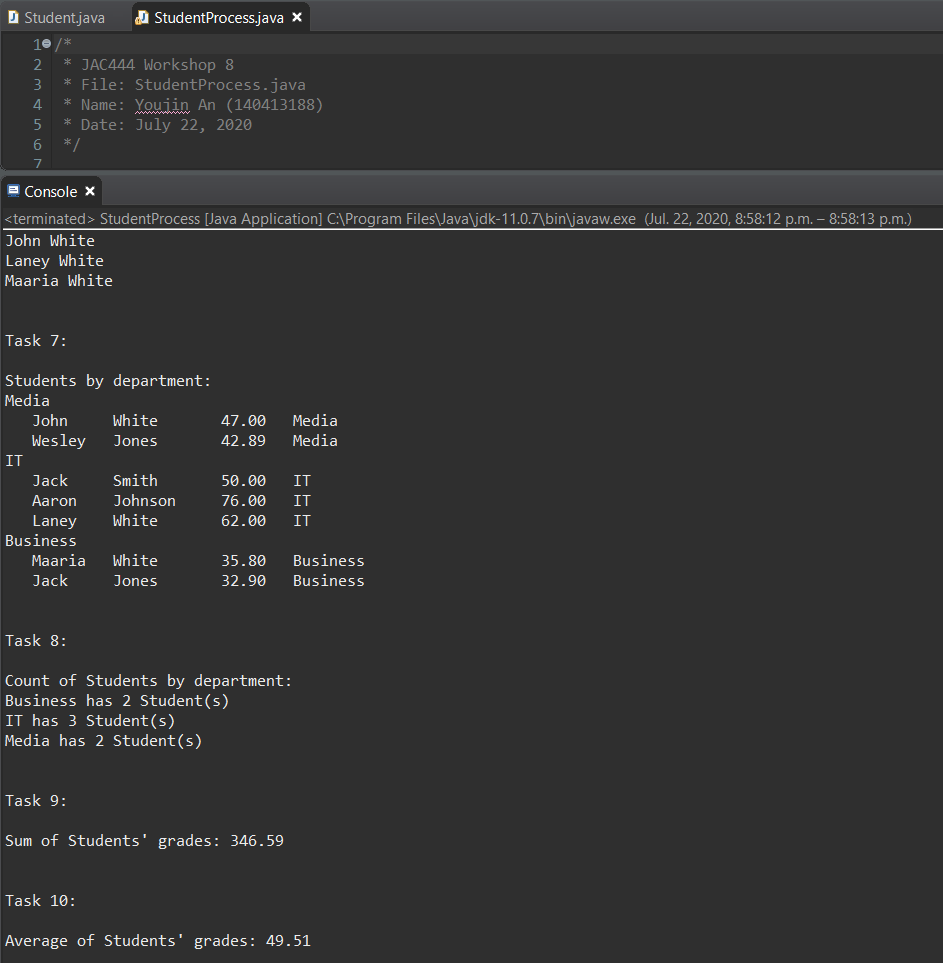 Student.java StudentProcess.java
1 /*
2 * JAC444 Workshop 8
3 * File: StudentProcess.java
4 * Name: Youjin An (140413188)
5 * Date: July 22, 2020
6 */
7
Console
<terminated> StudentProcess [Java Application] C:\Program Files\Java\jdk-11.0.7\bin\javaw.exe (Jul. 22, 2020, 8:58:12 p.m. – 8:58:13 p.m.)
John White
Laney White
Maaria White
Task 7:
Students by department:
Media
John White 47.00 Media
Wesley Jones 42.89 Media
IT
Jack Smith 50.00 IT
Aaron Johnson 76.00 IT
Laney White 62.00 IT
Business
Maaria White 35.80 Business
Jack Jones 32.90 Business
Task 8:
Count of Students by department:
Business has 2 Student(s)
IT has 3 Student(s)
Media has 2 Student(s)
Task 9:
Sum of Students' grades: 346.59
Task 10:
Average of Students' grades: 49.51